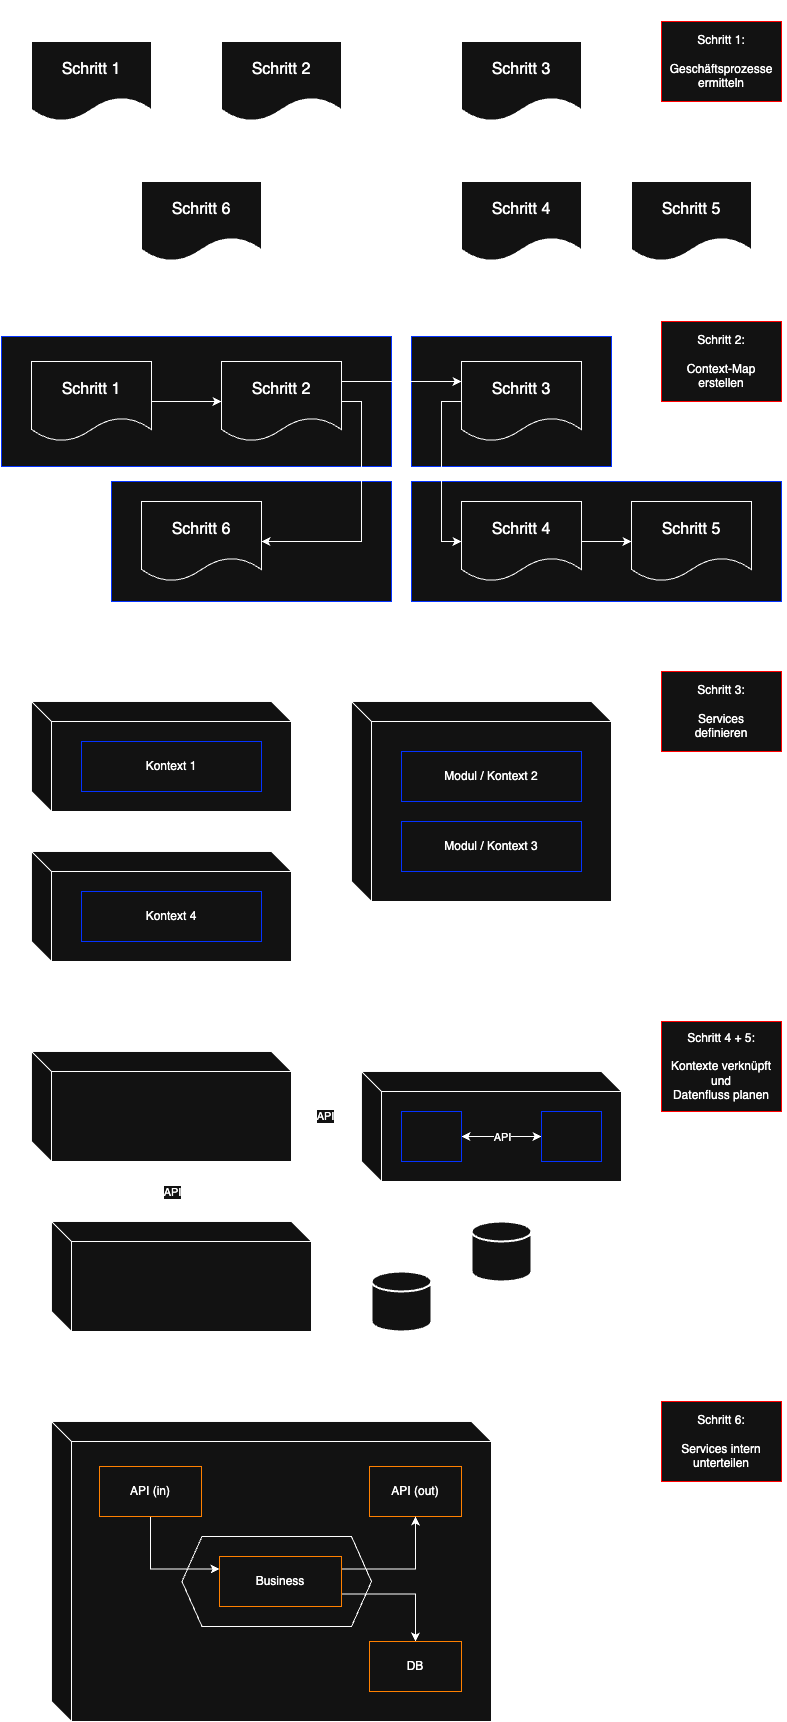 Schritt 1
Schritt 2
Schritt 3
Schritt 1:
Geschäftsprozesse
ermitteln
Schritt 6
Schritt 4
Schritt 5
Schritt 2:
Context-Map
erstellen
Schritt 1
Schritt 2
Schritt 3
Schritt 6
Schritt 4
Schritt 5
Schritt 3:
Services
definieren
Kontext 1
Modul / Kontext 2
Modul / Kontext 3
Kontext 4
Schritt 4 + 5:
Kontexte verknüpft
und
Datenfluss planen
API
API
API
Schritt 6:
Services intern
unterteilen
API (in)
API (out)
Business
DB